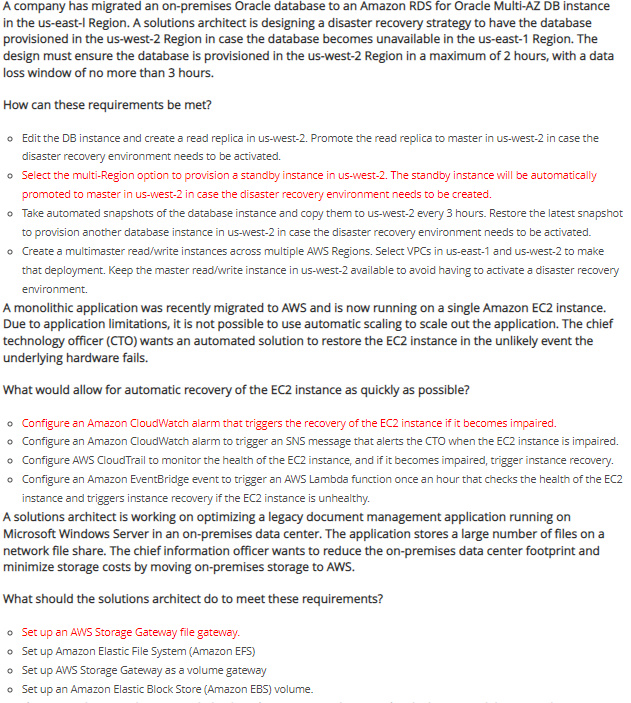 A company has migrated an on-premises Oracle database to an Amazon RDS for Oracle Multi-AZ DB instance
in the us-east-l Region. A solutions architect is designing a disaster recovery strategy to have the database
provisioned in the us-west-2 Region in case the database becomes unavailable in the us-east-1 Region. The
design must ensure the database is provisioned in the us-west-2 Region in a maximum of 2 hours, with a data
loss window of no more than 3 hours.
How can these requirements be met?
Edit the DB instance and create a read replica in us-west-2. Promote the read replica to master in us-west-2 in case the
disaster recovery environment needs to be activated.
Select the multi-Region option to provision a standby instance in us-west-2. The standby instance will be automatically
promoted to master in us-west-2 in case the disaster recovery environment needs to be created.
Take automated snapshots of the database instance and copy them to us-west-2 every 3 hours. Restore the latest snapshot
to provision another database instance in us-west-2 in case the disaster recovery environment needs to be activated.
Create a multimaster read/write instances across multiple AWS Regions. Select VPCs in us-east-1 and us-west-2 to make
that deployment. Keep the master read/write instance in us-west-2 available to avoid having to activate a disaster recovery
environment.
A monolithic application was recently migrated to AWS and is now running on a single Amazon EC2 instance.
Due to application limitations, it is not possible to use automatic scaling to scale out the application. The chief
technology officer (CTO) wants an automated solution to restore the EC2 instance in the unlikely event the
underlying hardware fails.
What would allow for automatic recovery of the EC2 instance as quickly as possible?
Configure an Amazon CloudWatch alarm that triggers the recovery of the EC2 instance if it becomes impaired.
Configure an Amazon CloudWatch alarm to trigger an SNS message that alerts the CTO when the EC2 instance is impaired.
Configure AWS CloudTrail to monitor the health of the EC2 instance, and if it becomes impaired, trigger instance recovery.
Configure an Amazon EventBridge event to trigger an AWS Lambda function once an hour that checks the health of the EC2
instance and triggers instance recovery if the EC2 instance is unhealthy.
A solutions architect is working on optimizing a legacy document management application running on
Microsoft Windows Server in an on-premises data center. The application stores a large number of files on a
network file share. The chief information officer wants to reduce the on-premises data center footprint and
minimize storage costs by moving on-premises storage to AWS.
What should the solutions architect do to meet these requirements?
Set up an AWS Storage Gateway file gateway.
Set up Amazon Elastic File System (Amazon EFS)
Set up AWS Storage Gateway as a volume gateway
Set up an Amazon Elastic Block Store (Amazon EBS) volume.